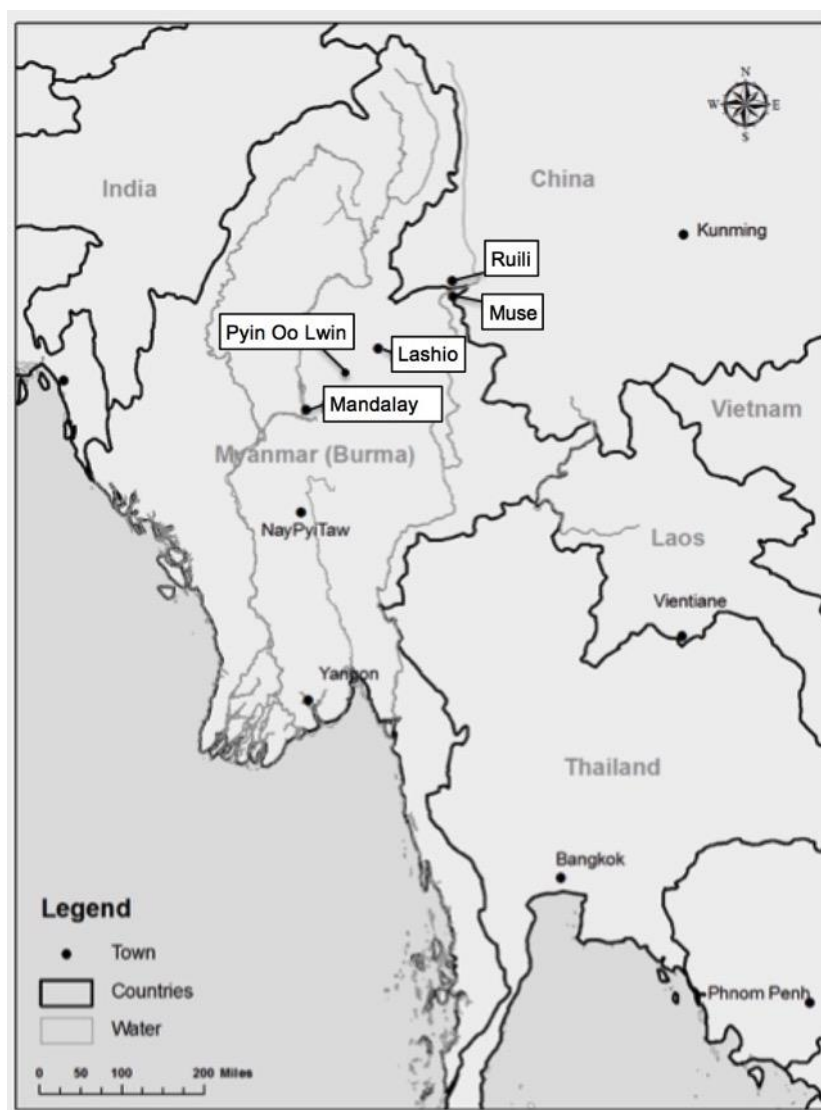 N
W E
S
India
China
Kunming
Ruili
Muse
Pyin Oo Lwin
Lashio
Mandalay
Vietnam
Myanmar (Burma)
NayPyiTaw
Laos
Vientiane
Yangon
Thailand
Bangkok
Phnom Penh
Legend
Town
Countries
Water
0 50 100 200 Miles